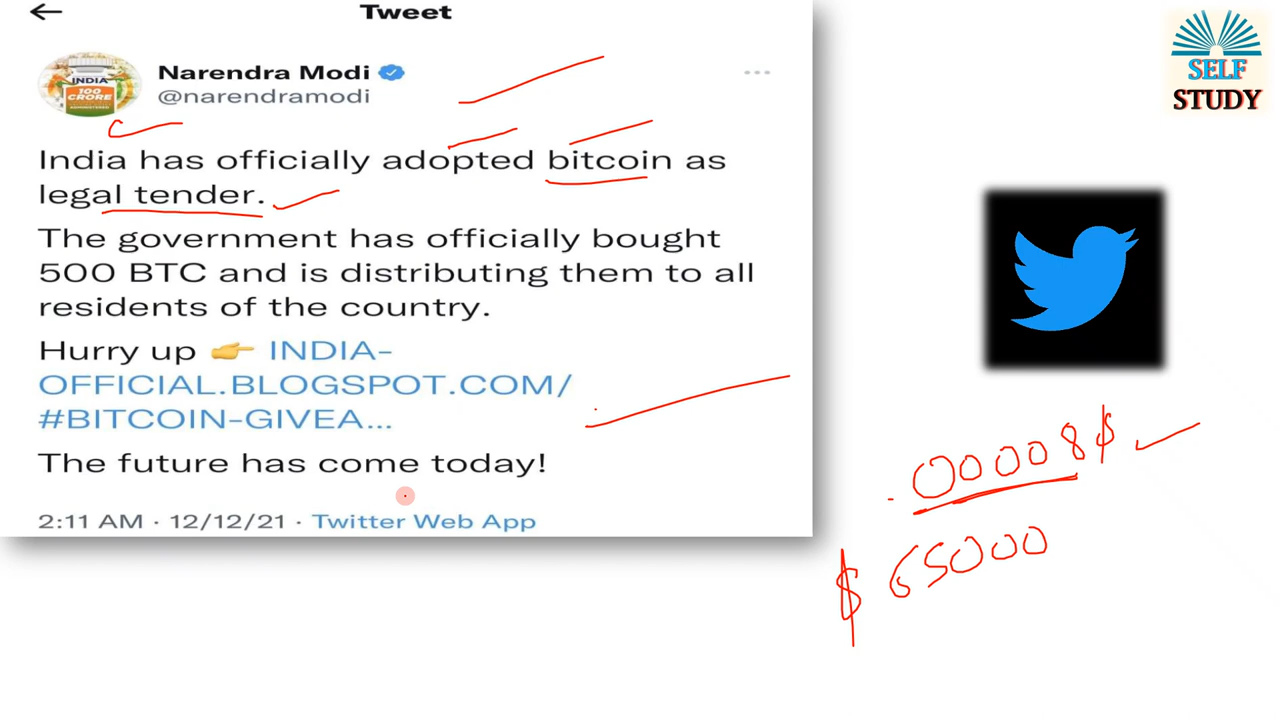 Tweet
Narendra Modi
@narendramodi
India has officially adopted bitcoin as
legal tender.
The government has officially bought
500 BTC and is distributing them to all
residents of the country.
Hurry up 👉 INDIA-
OFFICIAL.BLOGSPOT.COM/
#BITCOIN-GIVEA...
The future has come today!
2:11 AM · 12/12/21 · Twitter Web App
INDIA
100
CRORE
SELF
STUDY
.00008$
$65000